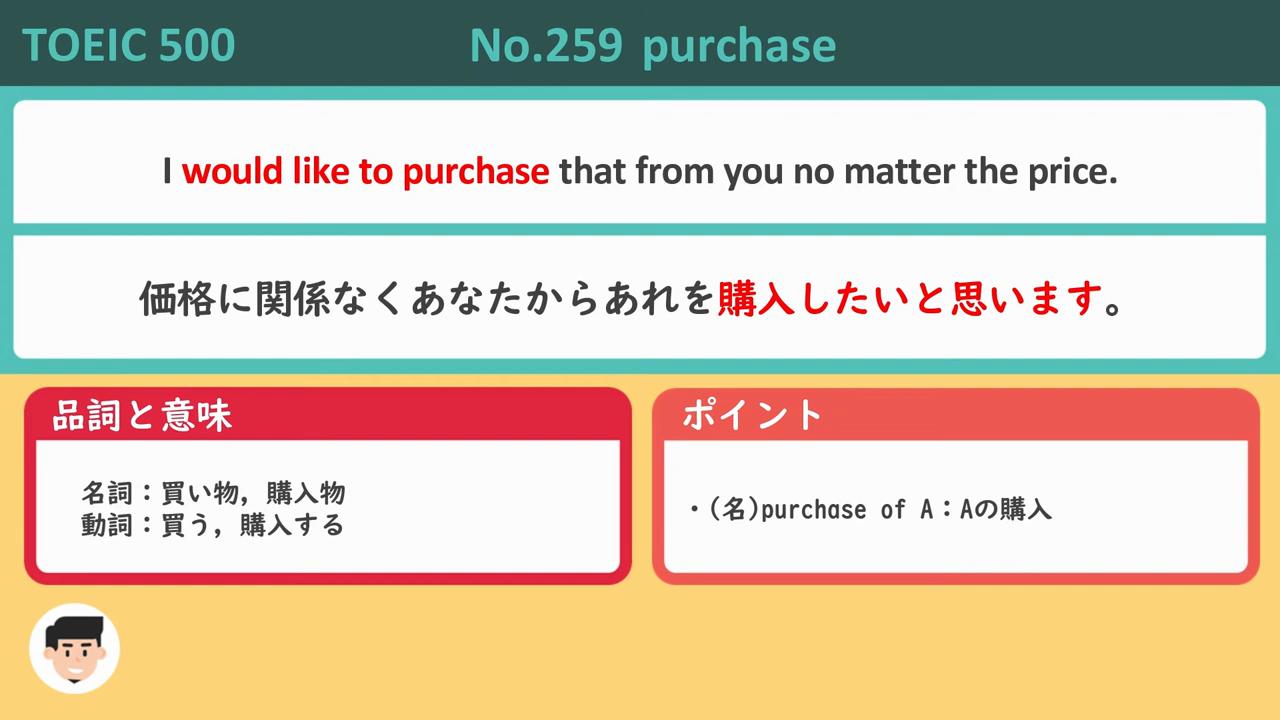 TOEIC 500
No.259 purchase
I would like to purchase that from you no matter the price.
価格に関係なくあなたからあれを購入したいと思います。
品詞と意味
名詞：買い物，購入物
動詞：買う，購入する
ポイント
・(名)purchase of A：Aの購入